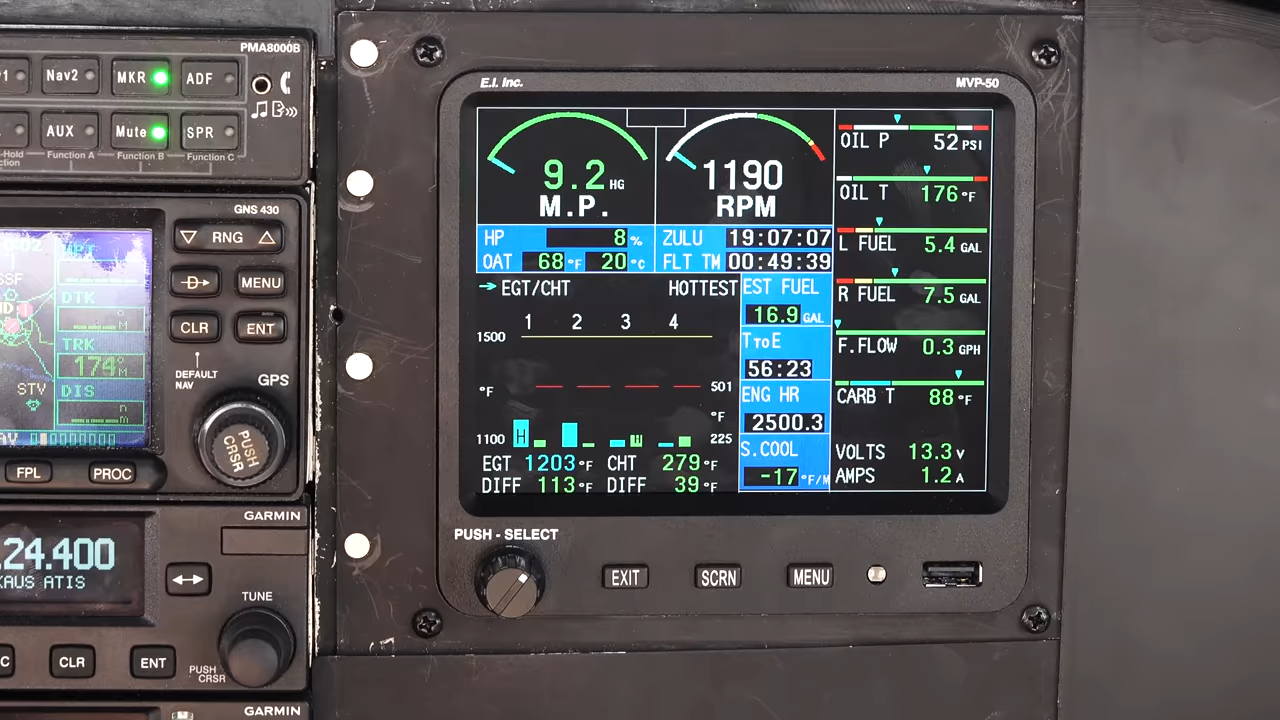 PMA8000B
Nav2 MKR ADF
AUX Mute SPR
Function A Function B Function C
GNS 430
RNG
MENU
CLR ENT
DEFAULT
NAV
GPS
PUSH
CRSR
FPL PROC
DTK
TRK
174°M
DIS
STV
GARMIN
24.400
KAUS ATIS
TUNE
CLR ENT
PUSH
CRSR
GARMIN
E.I. Inc. MVP-50
9.2 HG
M.P.
1190
RPM
HP 8 %
OAT 68 °F 20 °C
ZULU 19:07:07
FLT TM 00:49:39
EGT/CHT HOTTEST
1 2 3 4
1500
°F
501
°F
1100 H 225
EGT 1203 °F CHT 279 °F
DIFF 113 °F DIFF 39 °F
EST FUEL
16.9 GAL
T TO E
56:23
ENG HR
2500.3
S.COOL
-17 °F/M
OIL P 52 PSI
OIL T 176 °F
L FUEL 5.4 GAL
R FUEL 7.5 GAL
F.FLOW 0.3 GPH
CARB T 88 °F
VOLTS 13.3 V
AMPS 1.2 A
PUSH - SELECT
EXIT SCRN MENU